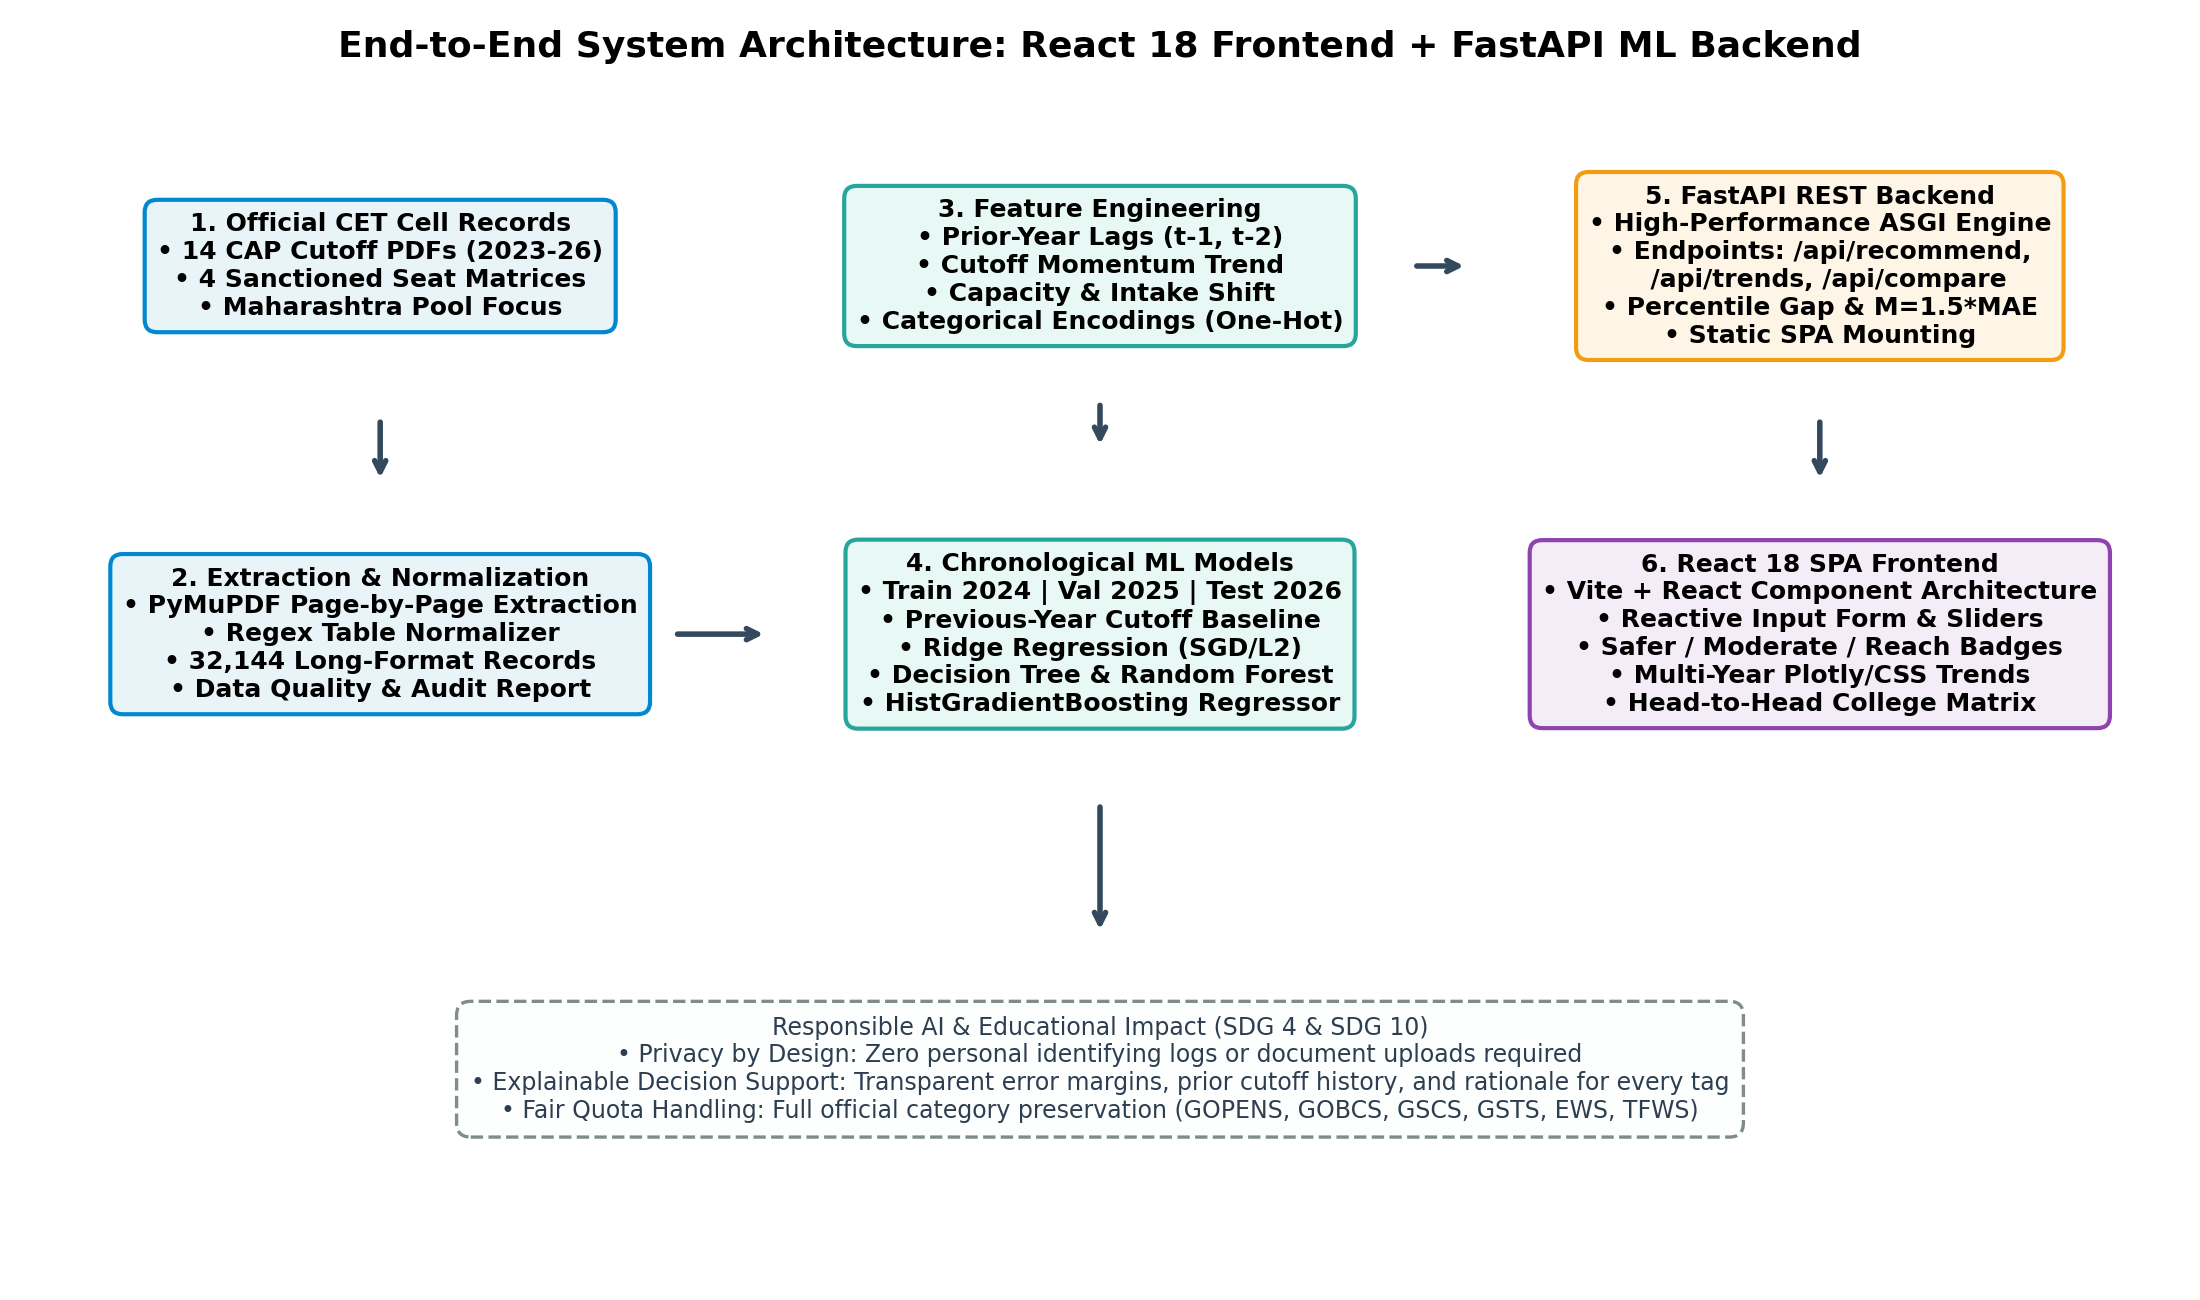 End-to-End System Architecture: React 18 Frontend + FastAPI ML Backend
1. Official CET Cell Records
• 14 CAP Cutoff PDFs (2023-26)
• 4 Sanctioned Seat Matrices
• Maharashtra Pool Focus
2. Extraction & Normalization
• PyMuPDF Page-by-Page Extraction
• Regex Table Normalizer
• 32,144 Long-Format Records
• Data Quality & Audit Report
3. Feature Engineering
• Prior-Year Lags (t-1, t-2)
• Cutoff Momentum Trend
• Capacity & Intake Shift
• Categorical Encodings (One-Hot)
4. Chronological ML Models
• Train 2024 | Val 2025 | Test 2026
• Previous-Year Cutoff Baseline
• Ridge Regression (SGD/L2)
• Decision Tree & Random Forest
• HistGradientBoosting Regressor
5. FastAPI REST Backend
• High-Performance ASGI Engine
• Endpoints: /api/recommend,
/api/trends, /api/compare
• Percentile Gap & M=1.5*MAE
• Static SPA Mounting
6. React 18 SPA Frontend
• Vite + React Component Architecture
• Reactive Input Form & Sliders
• Safer / Moderate / Reach Badges
• Multi-Year Plotly/CSS Trends
• Head-to-Head College Matrix
Responsible AI & Educational Impact (SDG 4 & SDG 10)
• Privacy by Design: Zero personal identifying logs or document uploads required
• Explainable Decision Support: Transparent error margins, prior cutoff history, and rationale for every tag
• Fair Quota Handling: Full official category preservation (GOPENS, GOBCS, GSCS, GSTS, EWS, TFWS)